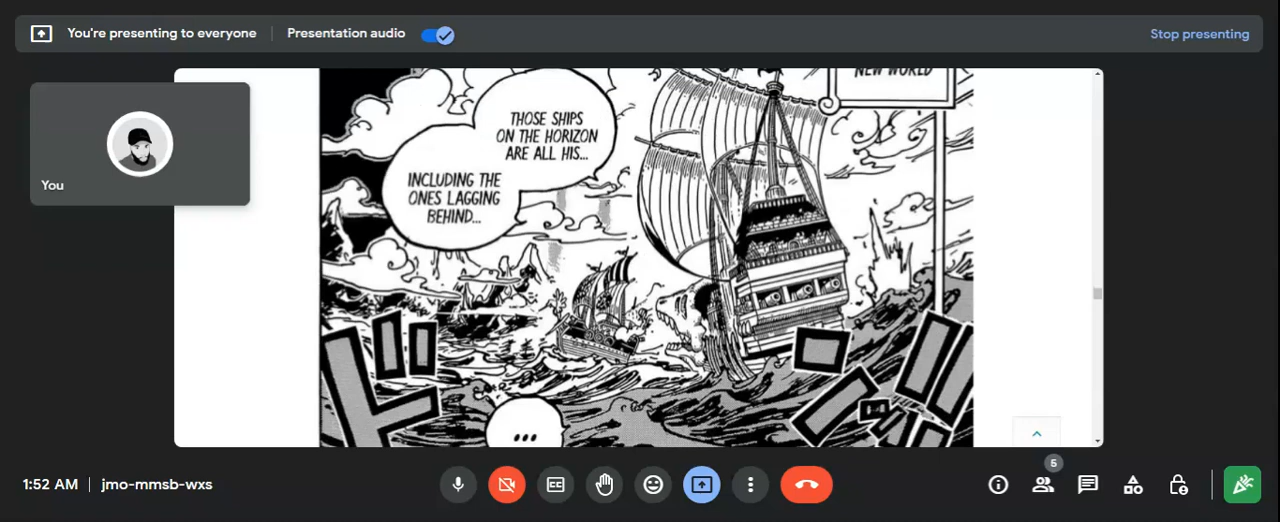 You're presenting to everyone
Presentation audio
Stop presenting
NEW WORLD
THOSE SHIPS
ON THE HORIZON
ARE ALL HIS...
INCLUDING THE
ONES LAGGING
BEHIND...
You
...
1:52 AM
jmo-mmsb-wxs
CC
5